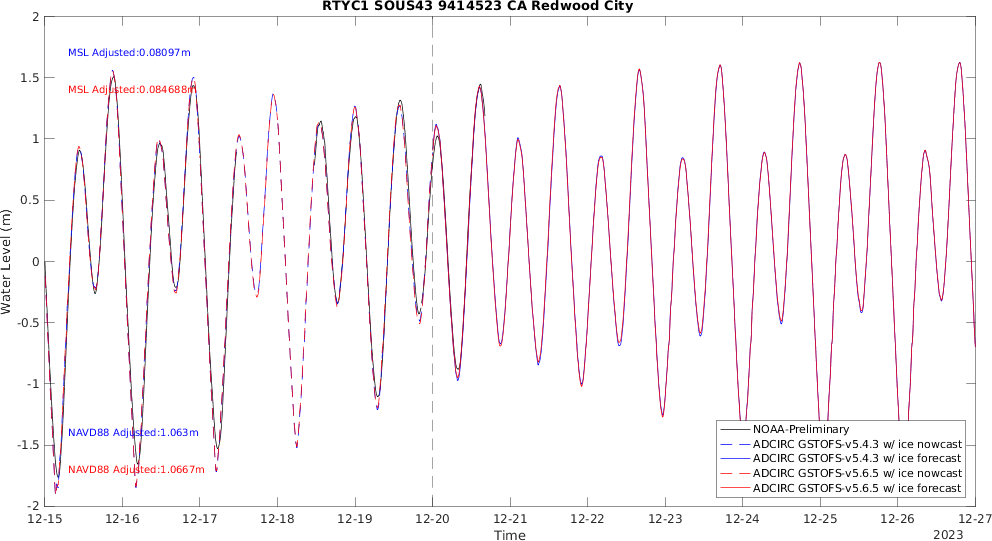 RTYC1 SOUS43 9414523 CA Redwood City
2
1.5
1
0.5
0
-0.5
-1
-1.5
-2
Water Level (m)
MSL Adjusted:0.08097m
MSL Adjusted:0.084688m
NAVD88 Adjusted:1.063m
NAVD88 Adjusted:1.0667m
NOAA-Preliminary
ADCIRC GSTOFS-v5.4.3 w/ ice nowcast
ADCIRC GSTOFS-v5.4.3 w/ ice forecast
ADCIRC GSTOFS-v5.6.5 w/ ice nowcast
ADCIRC GSTOFS-v5.6.5 w/ ice forecast
12-15 12-16 12-17 12-18 12-19 12-20 12-21 12-22 12-23 12-24 12-25 12-26 12-27
Time
2023